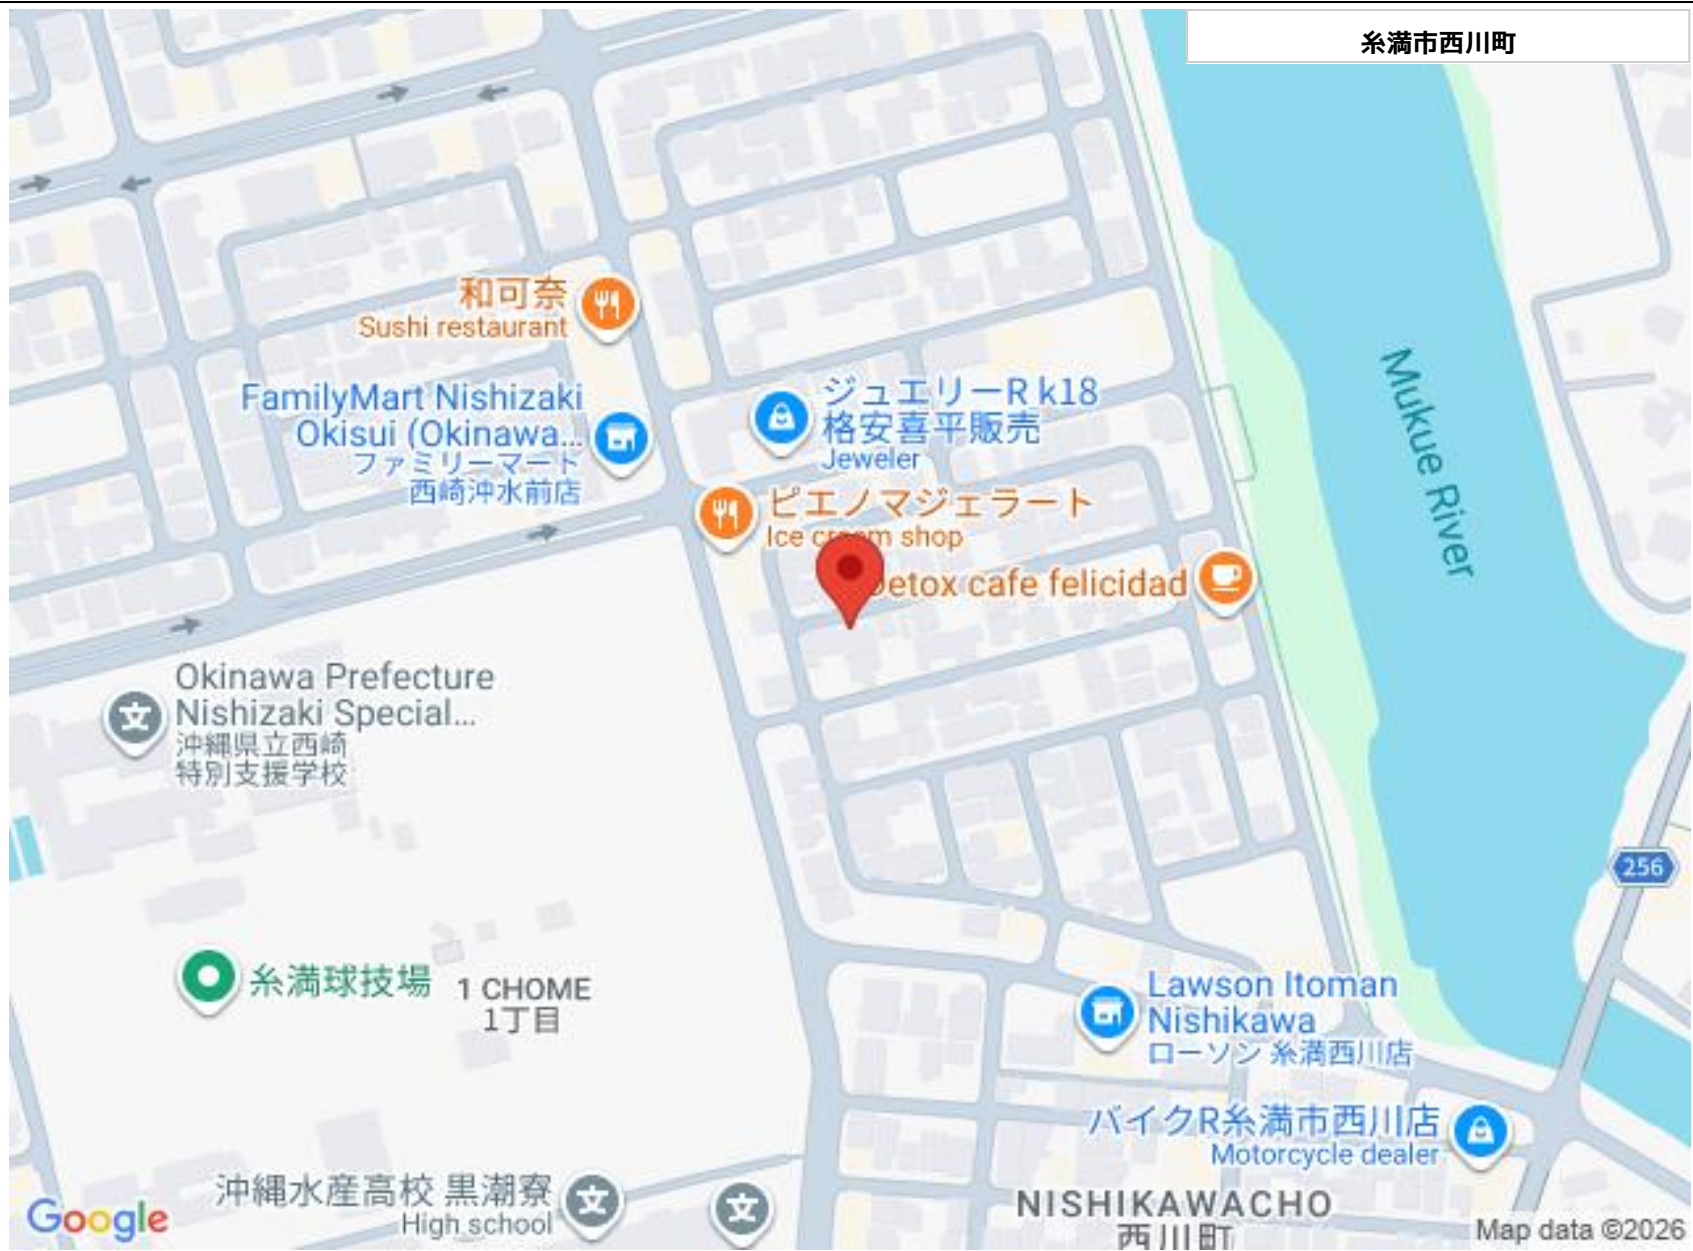 糸満市西川町
和可奈
Sushi restaurant
FamilyMart Nishizaki
Okisui (Okinawa...
ファミリーマート
西崎沖水前店
ジュエリーR k18
格安喜平販売
Jeweler
ピエノマジェラート
Ice cream shop
Detox cafe felicidad
Mukue River
Okinawa Prefecture
Nishizaki Special...
沖縄県立西崎
特別支援学校
256
糸満球技場
1 CHOME
1丁目
Lawson Itoman
Nishikawa
ローソン 糸満西川店
バイクR糸満市西川店
Motorcycle dealer
沖縄水産高校 黒潮寮
High school
文
文
文
NISHIKAWACHO
西川町
Google
Map data ©2026